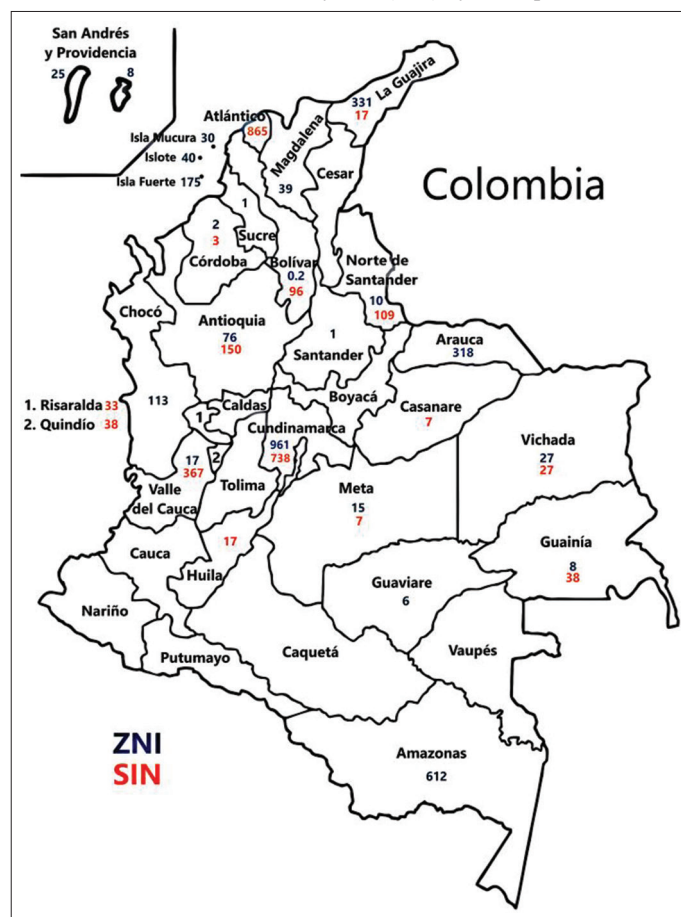 San Andrés
y Providencia
25
8
La Guajira
331
17
Atlántico
865
Isla Mucura 30
Islote 40
Isla Fuerte 175
Magdalena
39
Cesar
Colombia
1
Sucre
2
3
Córdoba
Bolívar
0.2
96
Norte de
Santander
10
109
Chocó
113
Antioquia
76
150
1
Santander
Arauca
318
Boyacá
1. Risaralda 33
2. Quindío 38
1
Caldas
Cundinamarca
961
738
Casanare
7
Vichada
27
27
17
367
2
Valle
del Cauca
Tolima
Meta
15
7
Cauca
17
Huila
Guainía
8
38
Guaviare
6
Nariño
Putumayo
Caquetá
Vaupés
ZNI
SIN
Amazonas
612